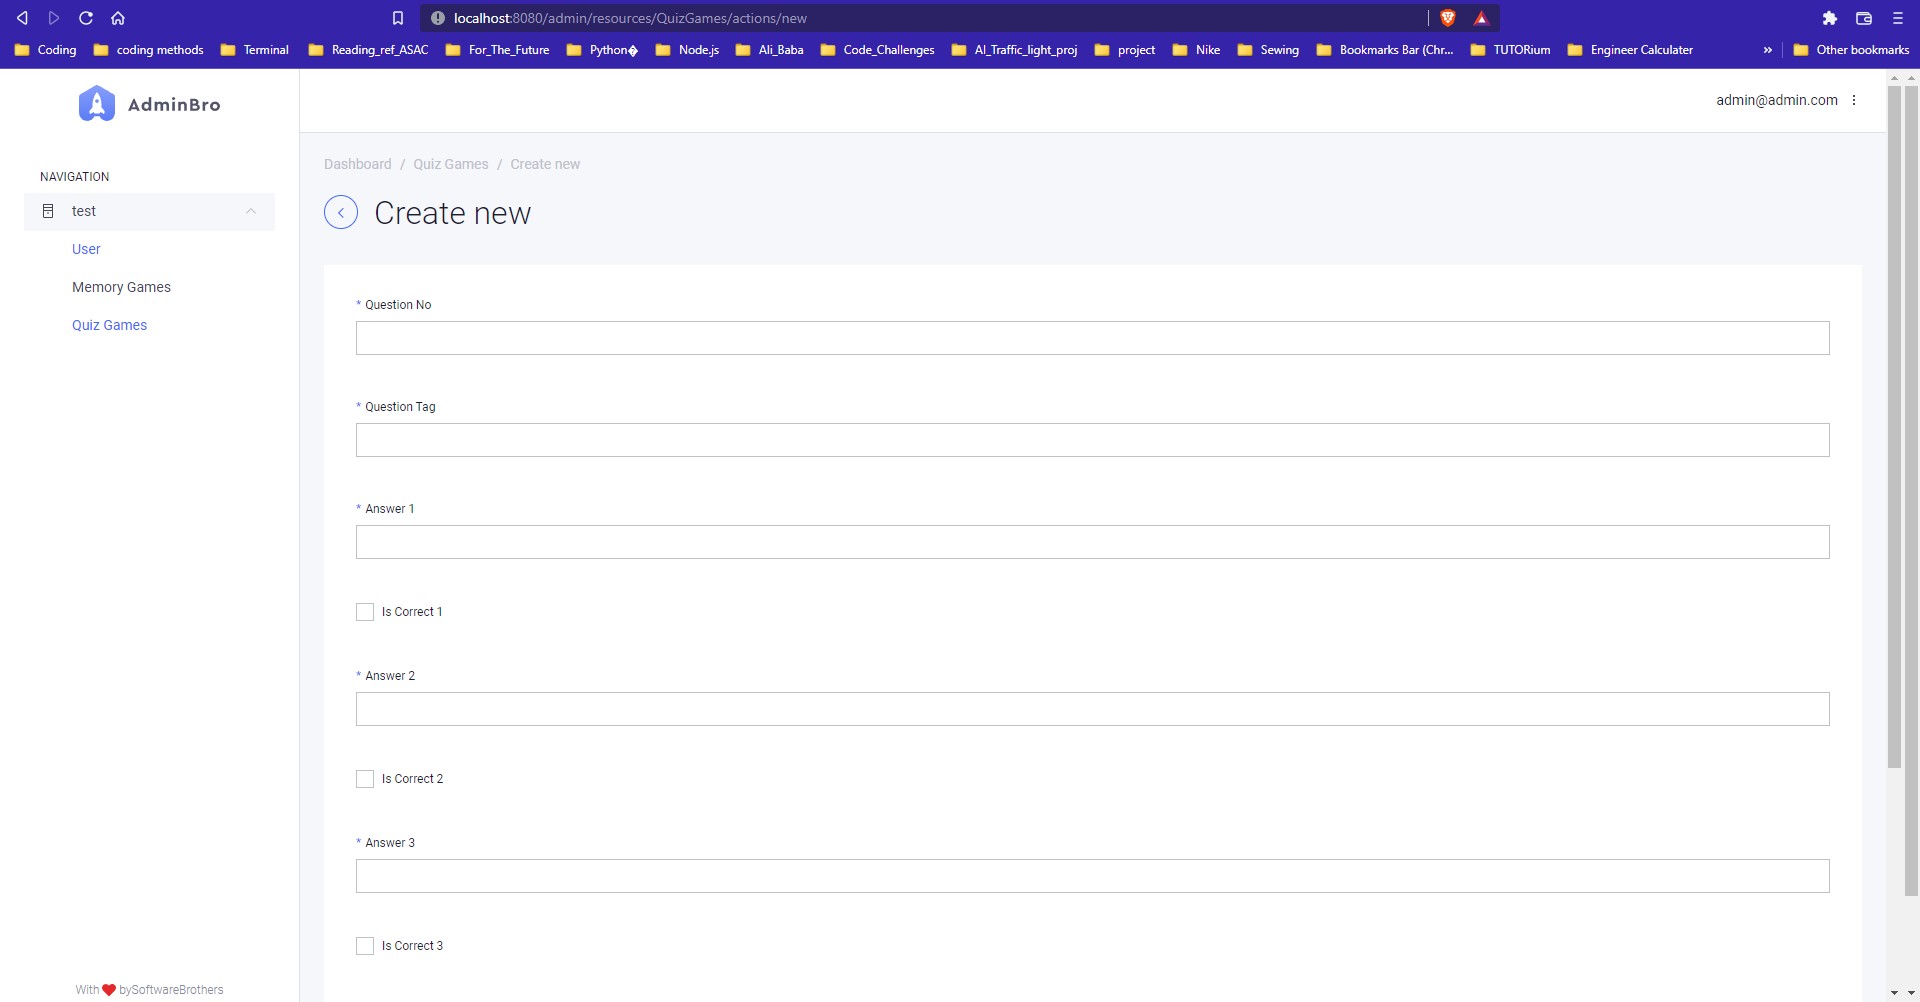 localhost:8080/admin/resources/QuizGames/actions/new
Coding coding methods Terminal Reading_ref_ASAC For_The_Future Python� Node.js Ali_Baba Code_Challenges AI_Traffic_light_proj project Nike Sewing Bookmarks Bar (Chr... TUTORium Engineer Calculater » Other bookmarks
AdminBro
admin@admin.com
NAVIGATION
test
User
Memory Games
Quiz Games
With ❤ bySoftwareBrothers
Dashboard / Quiz Games / Create new
Create new
* Question No
* Question Tag
* Answer 1
Is Correct 1
* Answer 2
Is Correct 2
* Answer 3
Is Correct 3